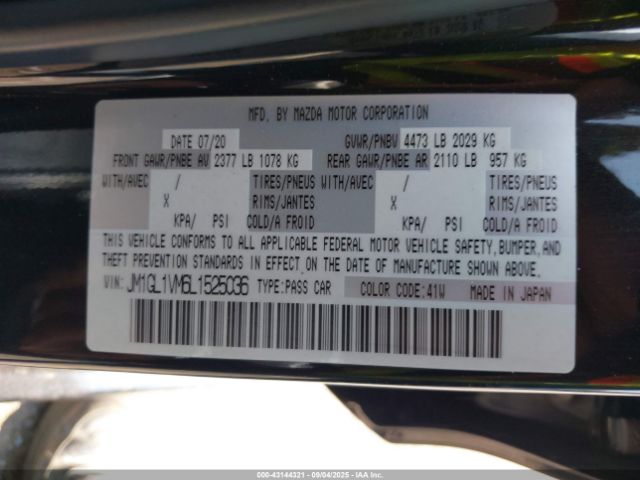 MFD. BY MAZDA MOTOR CORPORATION
DATE 07/20 GVWR/PNBV 4473 LB 2029 KG
FRONT GAWR/PNBE AV 2377 LB 1078 KG REAR GAWR/PNBE AR 2110 LB 957 KG
WITH/AVEC / TIRES/PNEUS WITH/AVEC / TIRES/PNEUS
X RIMS/JANTES X RIMS/JANTES
KPA/ PSI COLD/A FROID KPA/ PSI COLD/A FROID
THIS VEHICLE CONFORMS TO ALL APPLICABLE FEDERAL MOTOR VEHICLE SAFETY, BUMPER, AND
THEFT PREVENTION STANDARDS IN EFFECT ON THE DATE OF MANUFACTURE SHOWN ABOVE.
VIN: JM1GL1VM6L1525036 TYPE:PASS CAR COLOR CODE:41W MADE IN JAPAN
000-43144321 - 09/04/2025 - IAAI.com